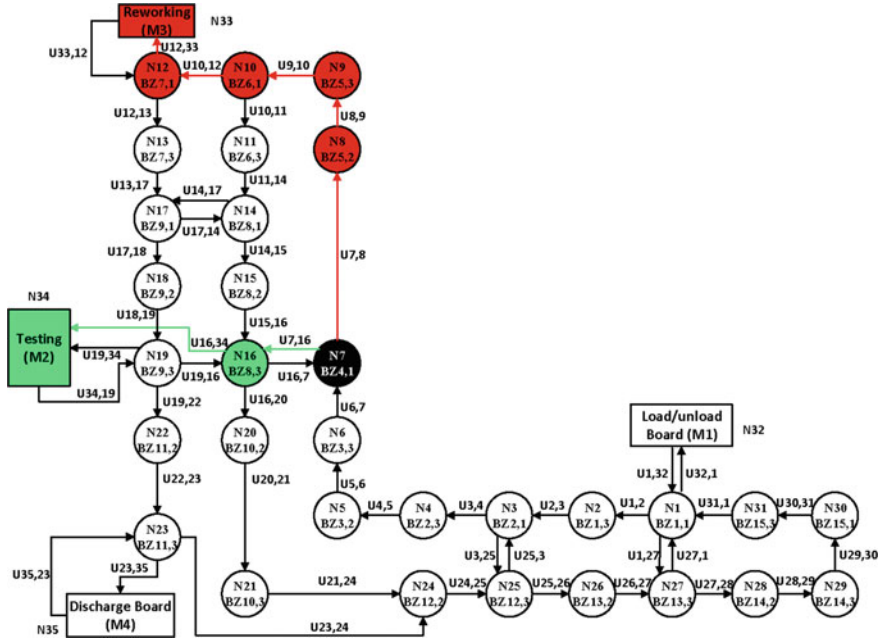 Reworking
(M3)
N33
U33,12
U12,33
N12
BZ7,1
U10,12
N10
BZ6,1
U9,10
N9
BZ5,3
U12,13
U10,11
U8,9
N13
BZ7,3
N11
BZ6,3
N8
BZ5,2
U13,17
U14,17
U11,14
N17
BZ9,1
U17,14
N14
BZ8,1
U17,18
U14,15
U7,8
N18
BZ9,2
N15
BZ8,2
N34
U18,19
U15,16
Testing
(M2)
U16,34
U7,16
U19,34
N19
BZ9,3
U19,16
N16
BZ8,3
U16,7
N7
BZ4,1
U34,19
U19,22
U16,20
U6,7
N22
BZ11,2
N20
BZ10,2
N6
BZ3,3
Load/unload
Board (M1)
N32
U22,23
U20,21
U5,6
U1,32
U32,1
N5
BZ3,2
U4,5
N4
BZ2,3
U3,4
N3
BZ2,1
U2,3
N2
BZ1,3
U1,2
N1
BZ1,1
U31,1
N31
BZ15,3
U30,31
N30
BZ15,1
N23
BZ11,3
U3,25
U25,3
U1,27
U27,1
U29,30
U35,23
U23,35
N21
BZ10,3
U21,24
N24
BZ12,2
U24,25
N25
BZ12,3
U25,26
N26
BZ13,2
U26,27
N27
BZ13,3
U27,28
N28
BZ14,2
U28,29
N29
BZ14,3
Discharge Board
(M4)
N35
U23,24